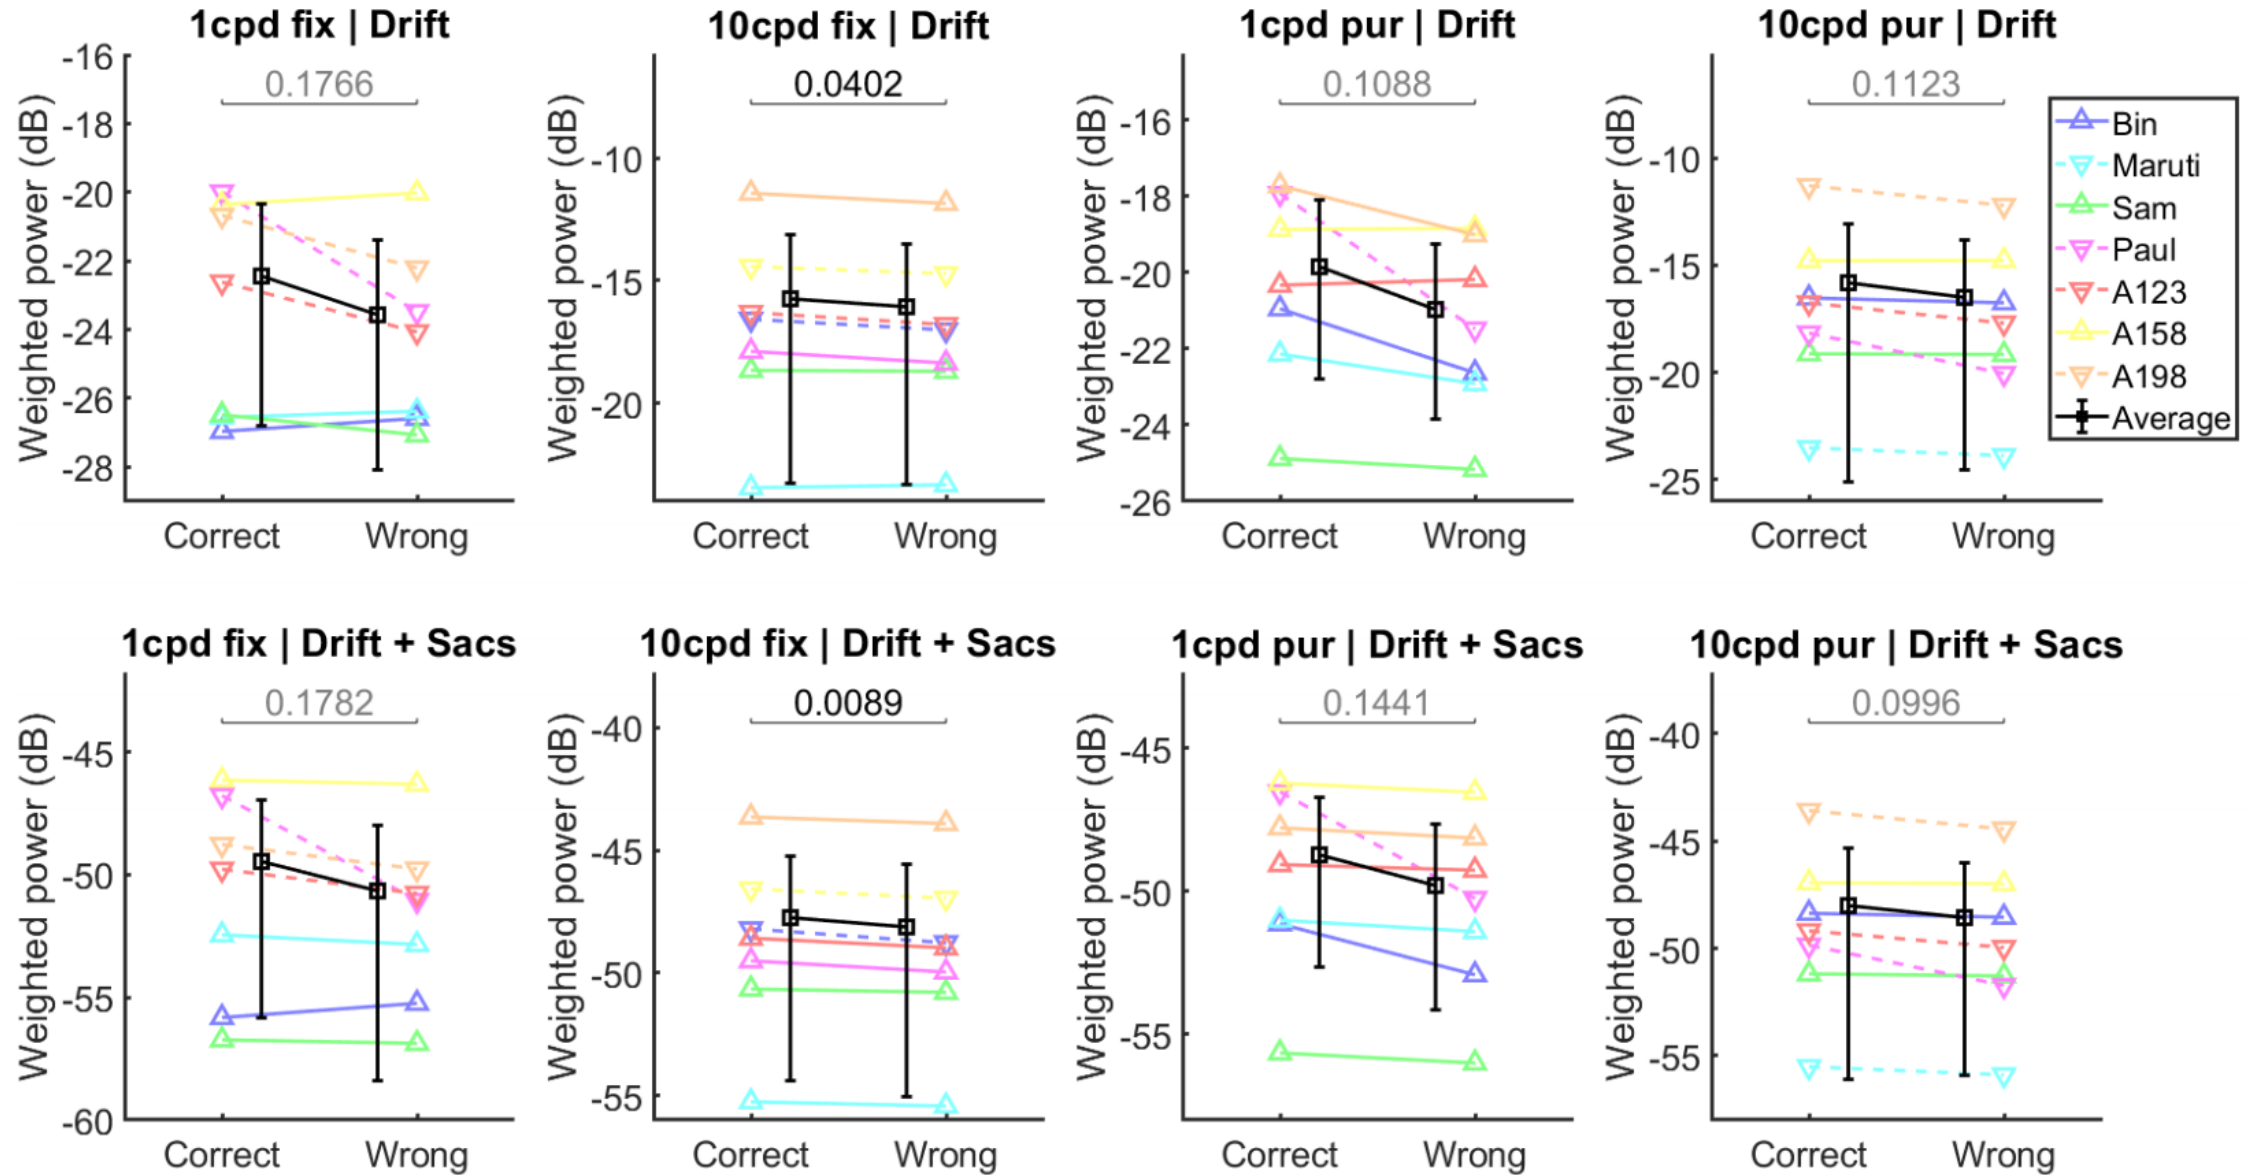 1cpd fix | Drift
0.1766
Weighted power (dB)
-16
-18
-20
-22
-24
-26
-28
Correct Wrong
10cpd fix | Drift
0.0402
Weighted power (dB)
-10
-15
-20
Correct Wrong
1cpd pur | Drift
0.1088
Weighted power (dB)
-16
-18
-20
-22
-24
-26
Correct Wrong
10cpd pur | Drift
0.1123
Weighted power (dB)
-10
-15
-20
-25
Correct Wrong
Bin
Maruti
Sam
Paul
A123
A158
A198
Average
1cpd fix | Drift + Sacs
0.1782
Weighted power (dB)
-45
-50
-55
-60
Correct Wrong
10cpd fix | Drift + Sacs
0.0089
Weighted power (dB)
-40
-45
-50
-55
Correct Wrong
1cpd pur | Drift + Sacs
0.1441
Weighted power (dB)
-45
-50
-55
Correct Wrong
10cpd pur | Drift + Sacs
0.0996
Weighted power (dB)
-40
-45
-50
-55
Correct Wrong